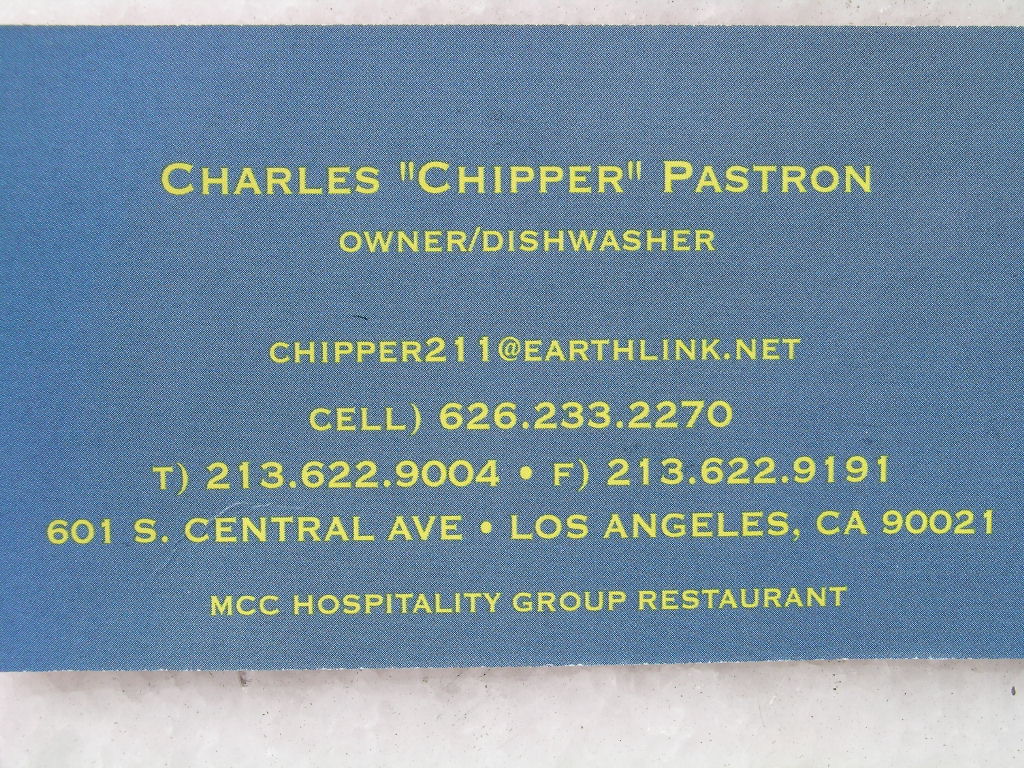 CHARLES "CHIPPER" PASTRON
OWNER/DISHWASHER
CHIPPER211@EARTHLINK.NET
CELL) 626.233.2270
T) 213.622.9004 • F) 213.622.9191
601 S. CENTRAL AVE • LOS ANGELES, CA 90021
MCC HOSPITALITY GROUP RESTAURANT